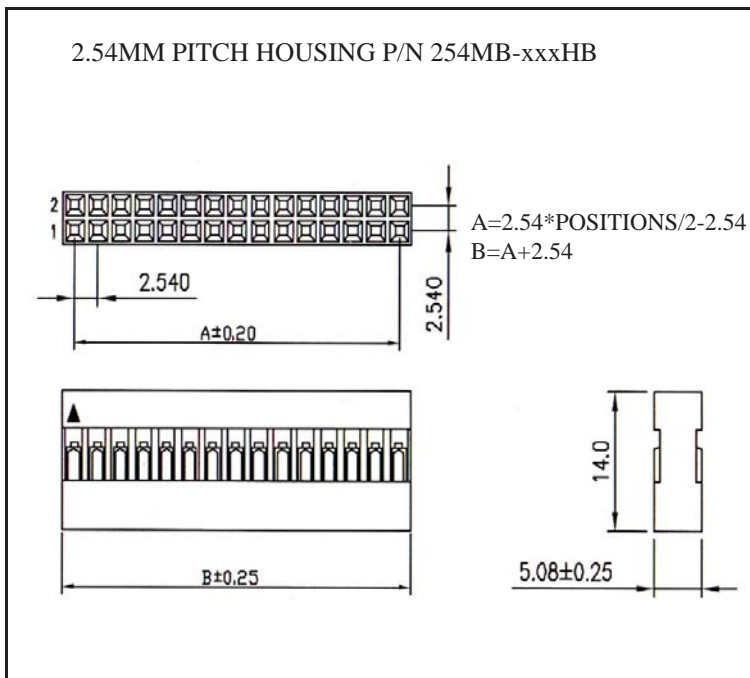 2.54MM PITCH HOUSING P/N 254MB-xxxHB
2
1
A=2.54*POSITIONS/2-2.54
B=A+2.54
2.540
2.540
A±0.20
14.0
B±0.25
5.08±0.25